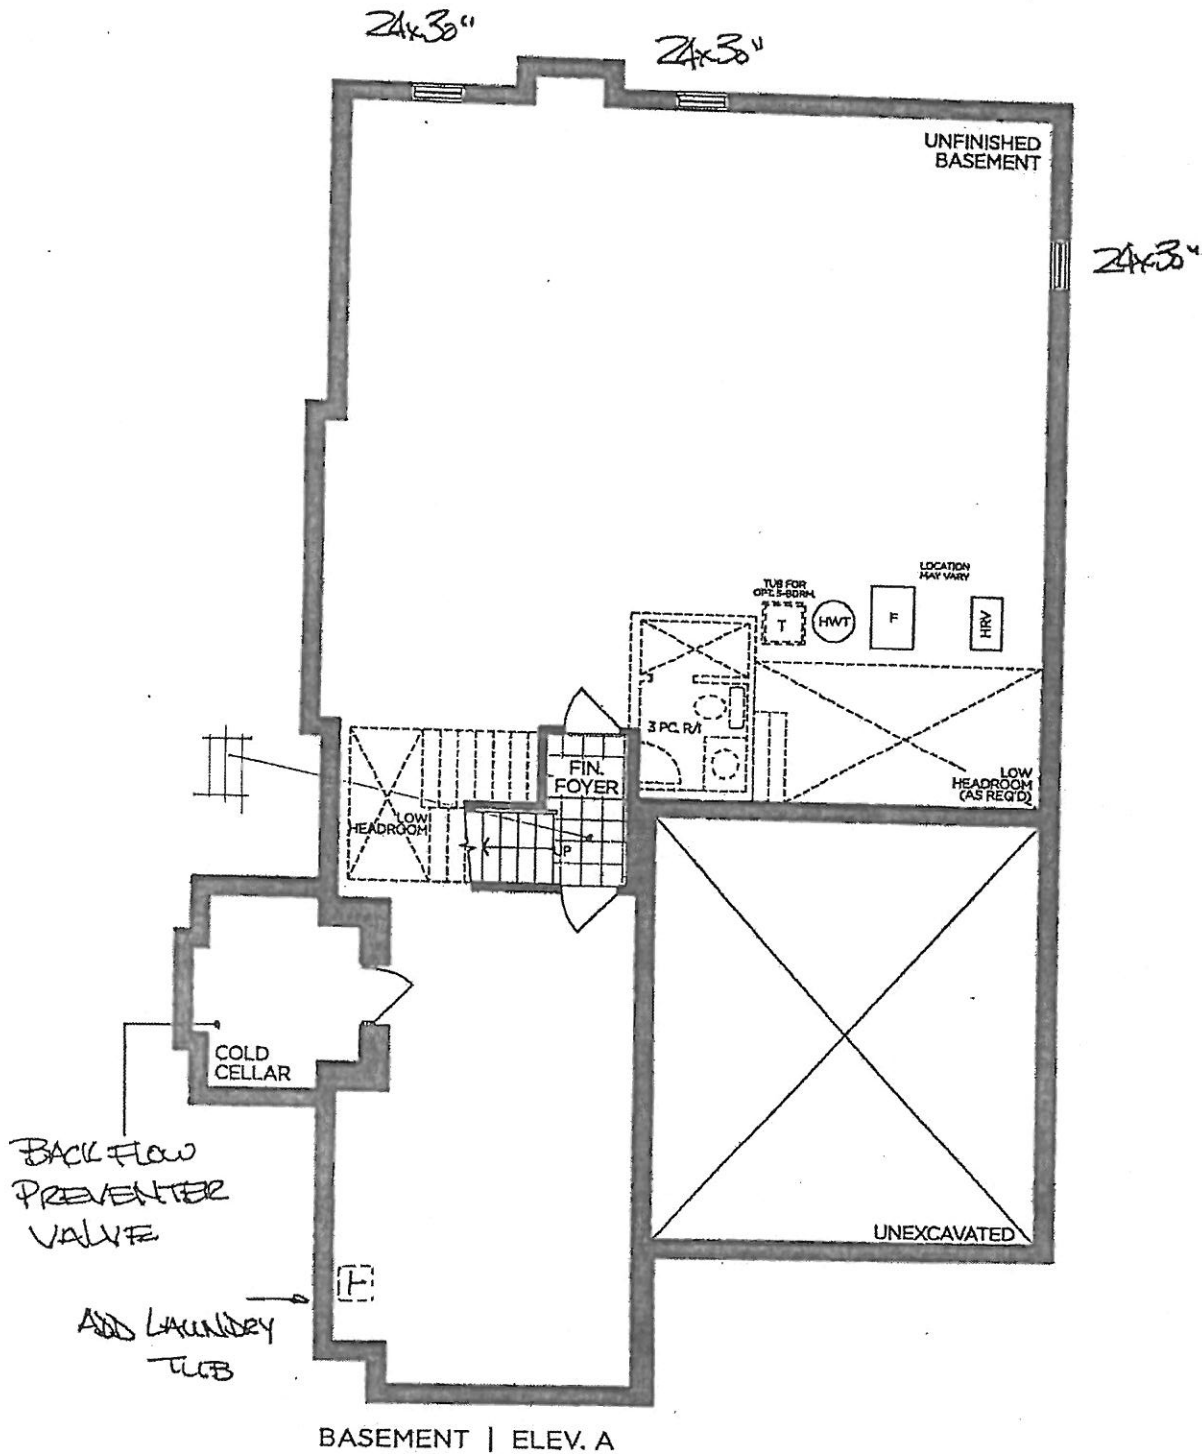 24x30"
24x30"
UNFINISHED
BASEMENT
24x30"
LOCATION
MAY VARY
TUB FOR
OPT. 5-BDRM.
T
HWT
F
HRV
3 PC. R/I
FIN.
FOYER
LOW
HEADROOM
(AS REQ'D)
LOW
HEADROOM
UP
COLD
CELLAR
BACK FLOW
PREVENTER
VALVE
UNEXCAVATED
T
ADD LAUNDRY
TUB
BASEMENT | ELEV. A